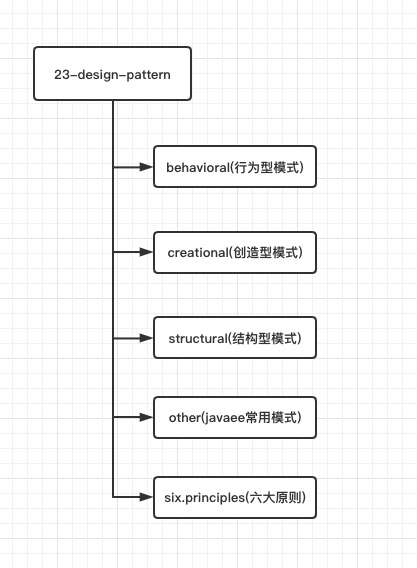 23-design-pattern
behavioral(行为型模式)
creational(创造型模式)
structural(结构型模式)
other(javaee常用模式)
six.principles(六大原则)